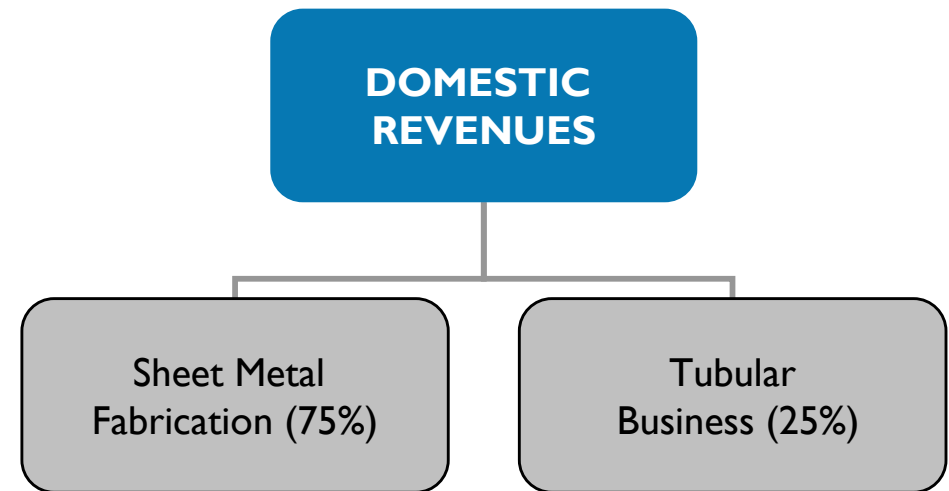 DOMESTIC
REVENUES
Sheet Metal
Fabrication (75%)
Tubular
Business (25%)